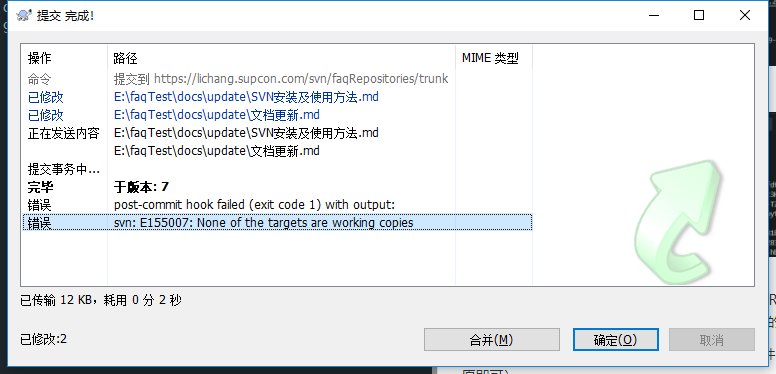 提交 完成!
操作 路径 MIME 类型
命令 提交到 https://lichang.supcon.com/svn/faqRepositories/trunk
已修改 E:\faqTest\docs\update\SVN安装及使用方法.md
已修改 E:\faqTest\docs\update\文档更新.md
正在发送内容 E:\faqTest\docs\update\SVN安装及使用方法.md
E:\faqTest\docs\update\文档更新.md
提交事务中...
完毕 于版本: 7
错误 post-commit hook failed (exit code 1) with output:
错误 svn: E155007: None of the targets are working copies
已传输 12 KB，耗用 0 分 2 秒
已修改:2
合并(M) 确定(O) 取消